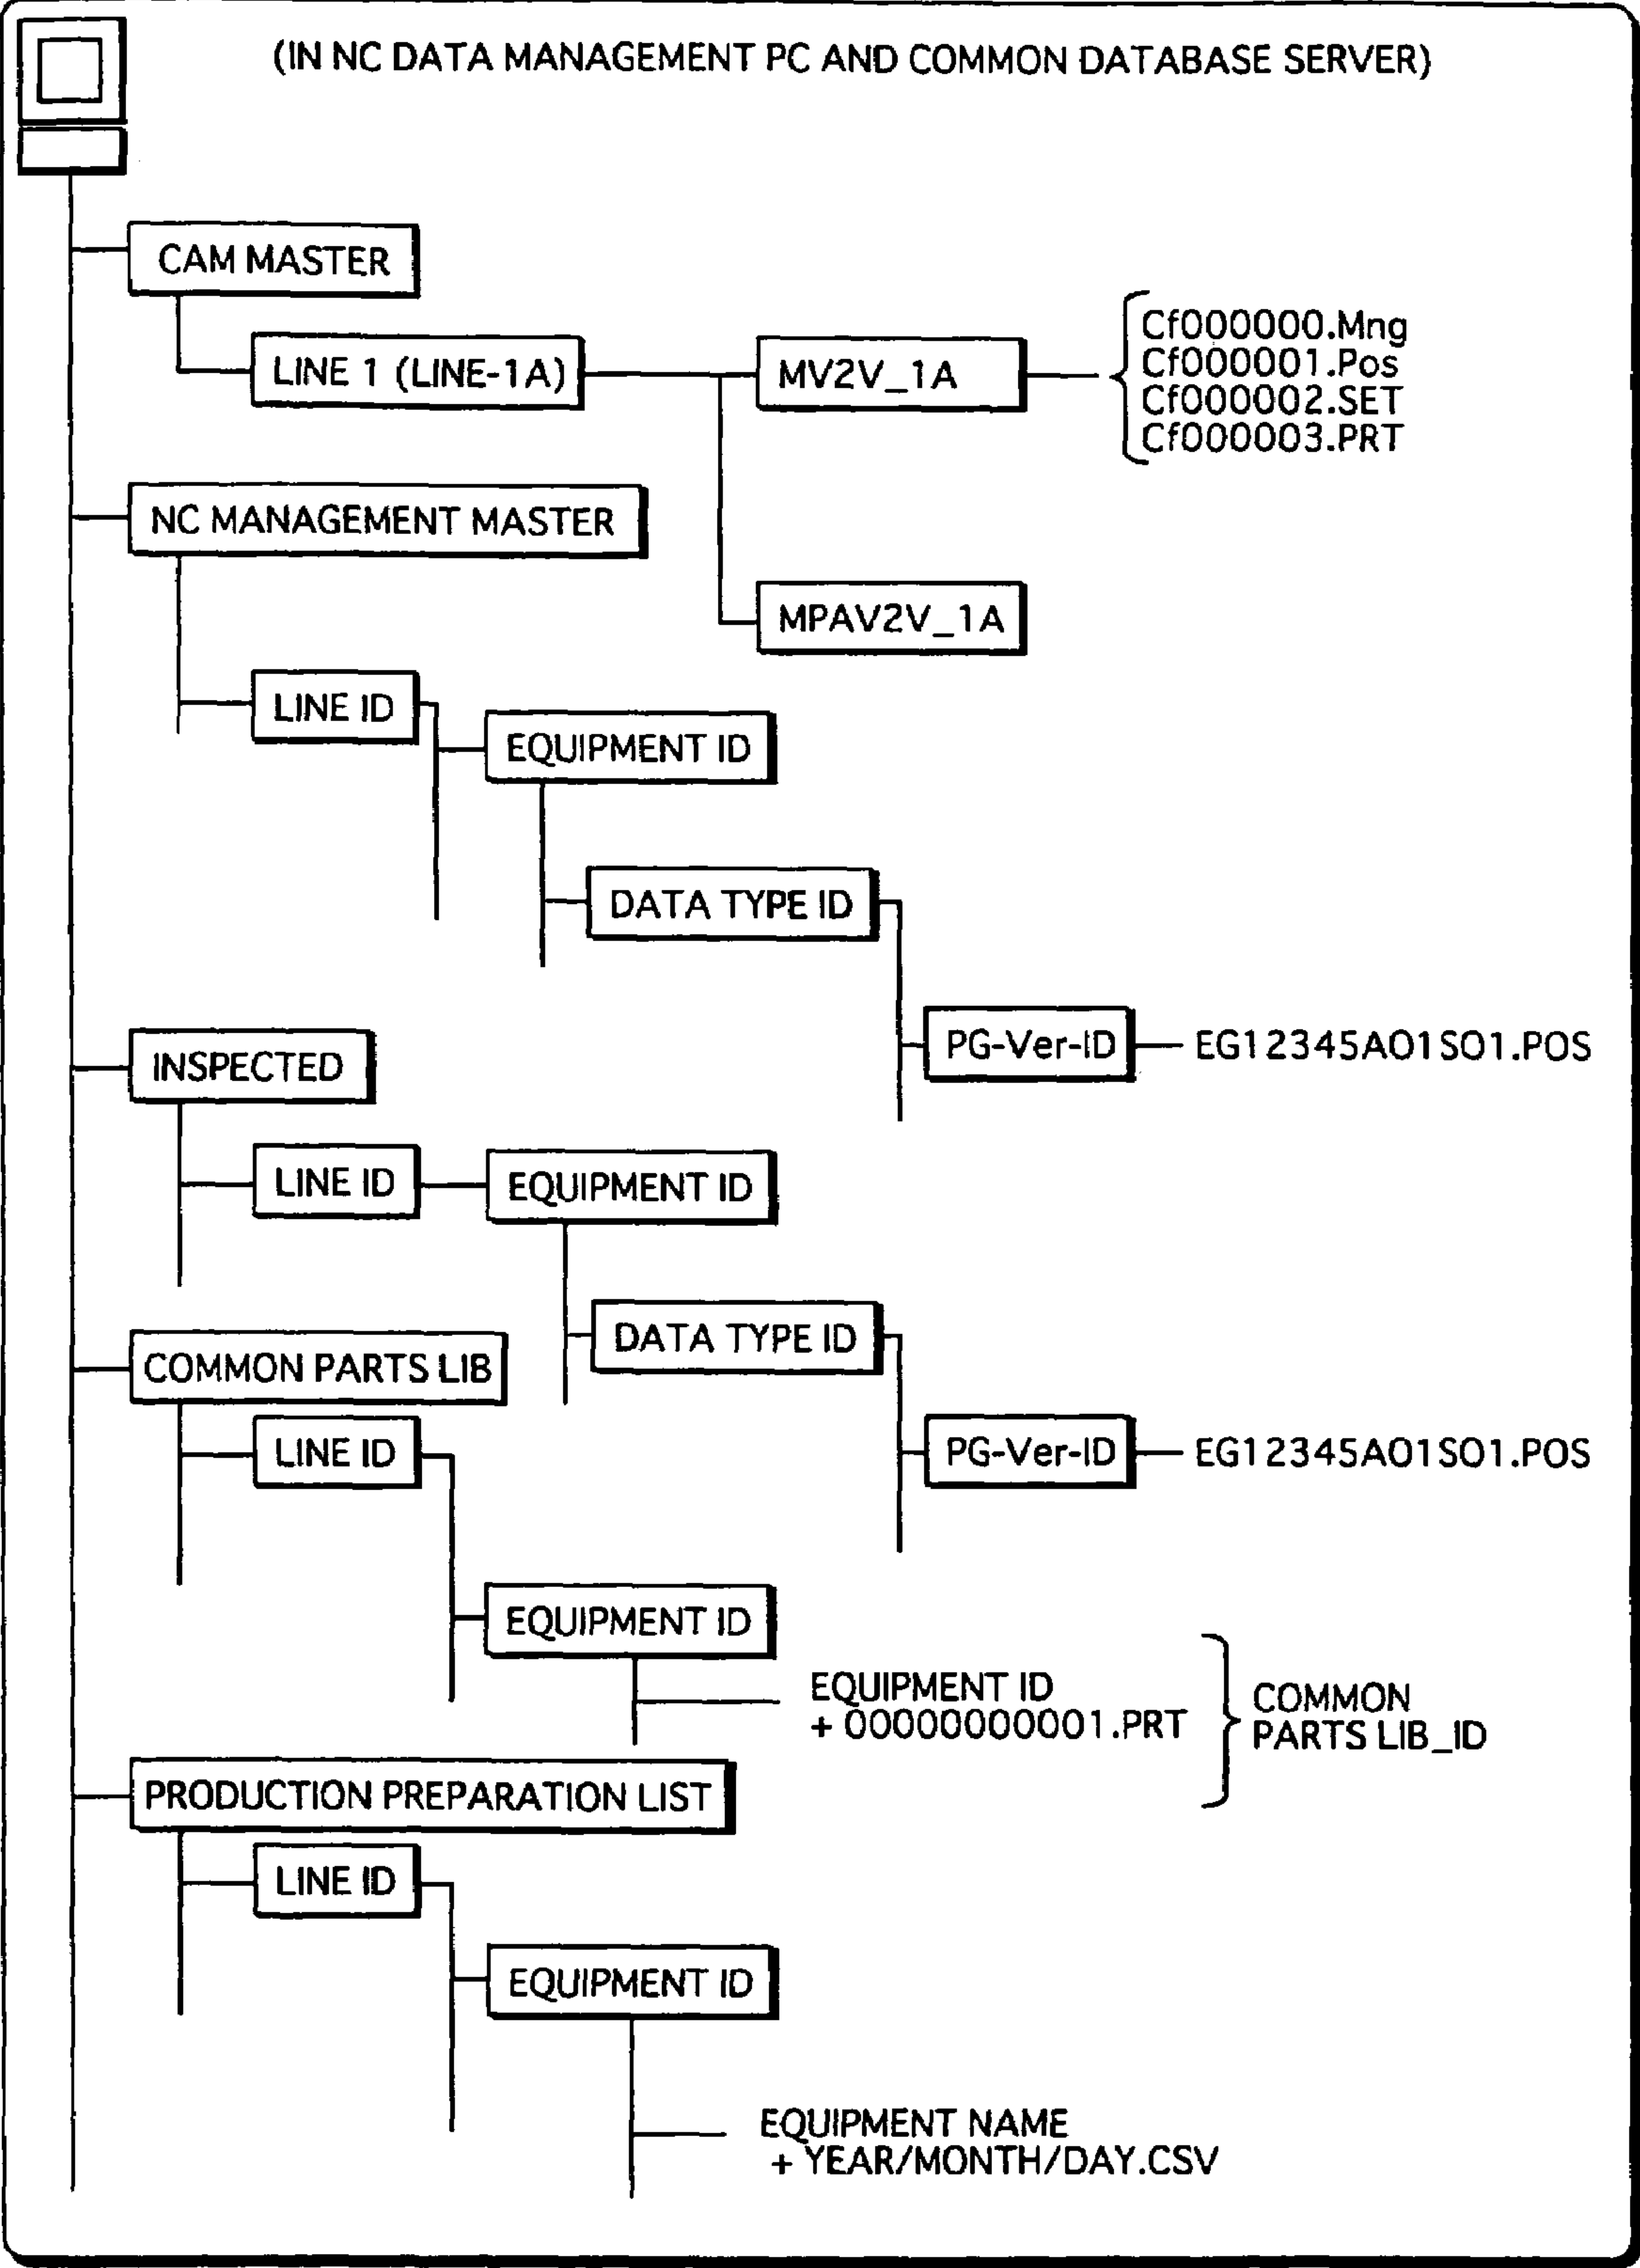 (IN NC DATA MANAGEMENT PC AND COMMON DATABASE SERVER)
CAM MASTER
LINE 1 (LINE-1A)
MV2V_1A
Cf000000.Mng
Cf000001.Pos
Cf000002.SET
Cf000003.PRT
NC MANAGEMENT MASTER
MPAV2V_1A
LINE ID
EQUIPMENT ID
DATA TYPE ID
PG-Ver-ID
EG12345A01S01.POS
INSPECTED
LINE ID
EQUIPMENT ID
DATA TYPE ID
COMMON PARTS LIB
LINE ID
PG-Ver-ID
EG12345A01S01.POS
EQUIPMENT ID
EQUIPMENT ID
+ 00000000001.PRT
COMMON
PARTS LIB_ID
PRODUCTION PREPARATION LIST
LINE ID
EQUIPMENT ID
EQUIPMENT NAME
+ YEAR/MONTH/DAY.CSV